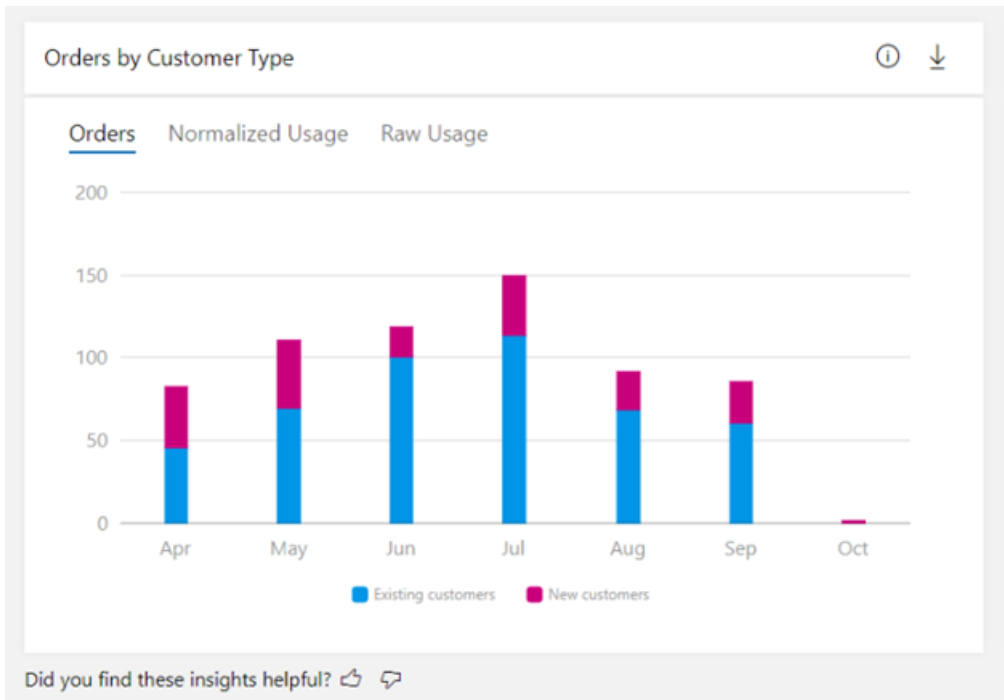 Orders by Customer Type
Orders Normalized Usage Raw Usage
200
150
100
50
0
Apr May Jun Jul Aug Sep Oct
Existing customers New customers
Did you find these insights helpful?